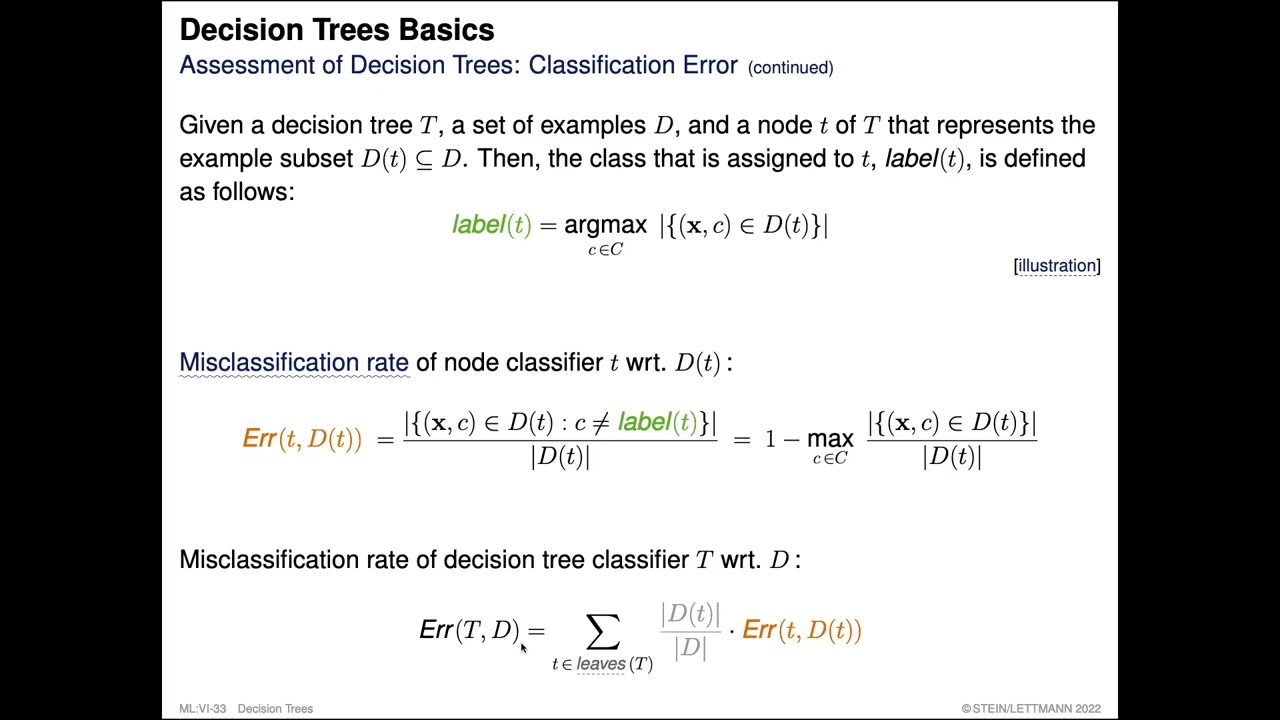 Decision Trees Basics
Assessment of Decision Trees: Classification Error (continued)
Given a decision tree T, a set of examples D, and a node t of T that represents the
example subset D(t) ⊆ D. Then, the class that is assigned to t, label(t), is defined
as follows:
label(t) = argmax_{c∈C} |{(x, c) ∈ D(t)}|
[illustration]
Misclassification rate of node classifier t wrt. D(t) :
Err(t, D(t)) = |{(x, c) ∈ D(t) : c ≠ label(t)}| / |D(t)| = 1 − max_{c∈C} |{(x, c) ∈ D(t)}| / |D(t)|
Misclassification rate of decision tree classifier T wrt. D :
Err(T, D) = ∑_{t ∈ leaves(T)} |D(t)| / |D| · Err(t, D(t))
ML:VI-33 Decision Trees ©STEIN/LETTMANN 2022